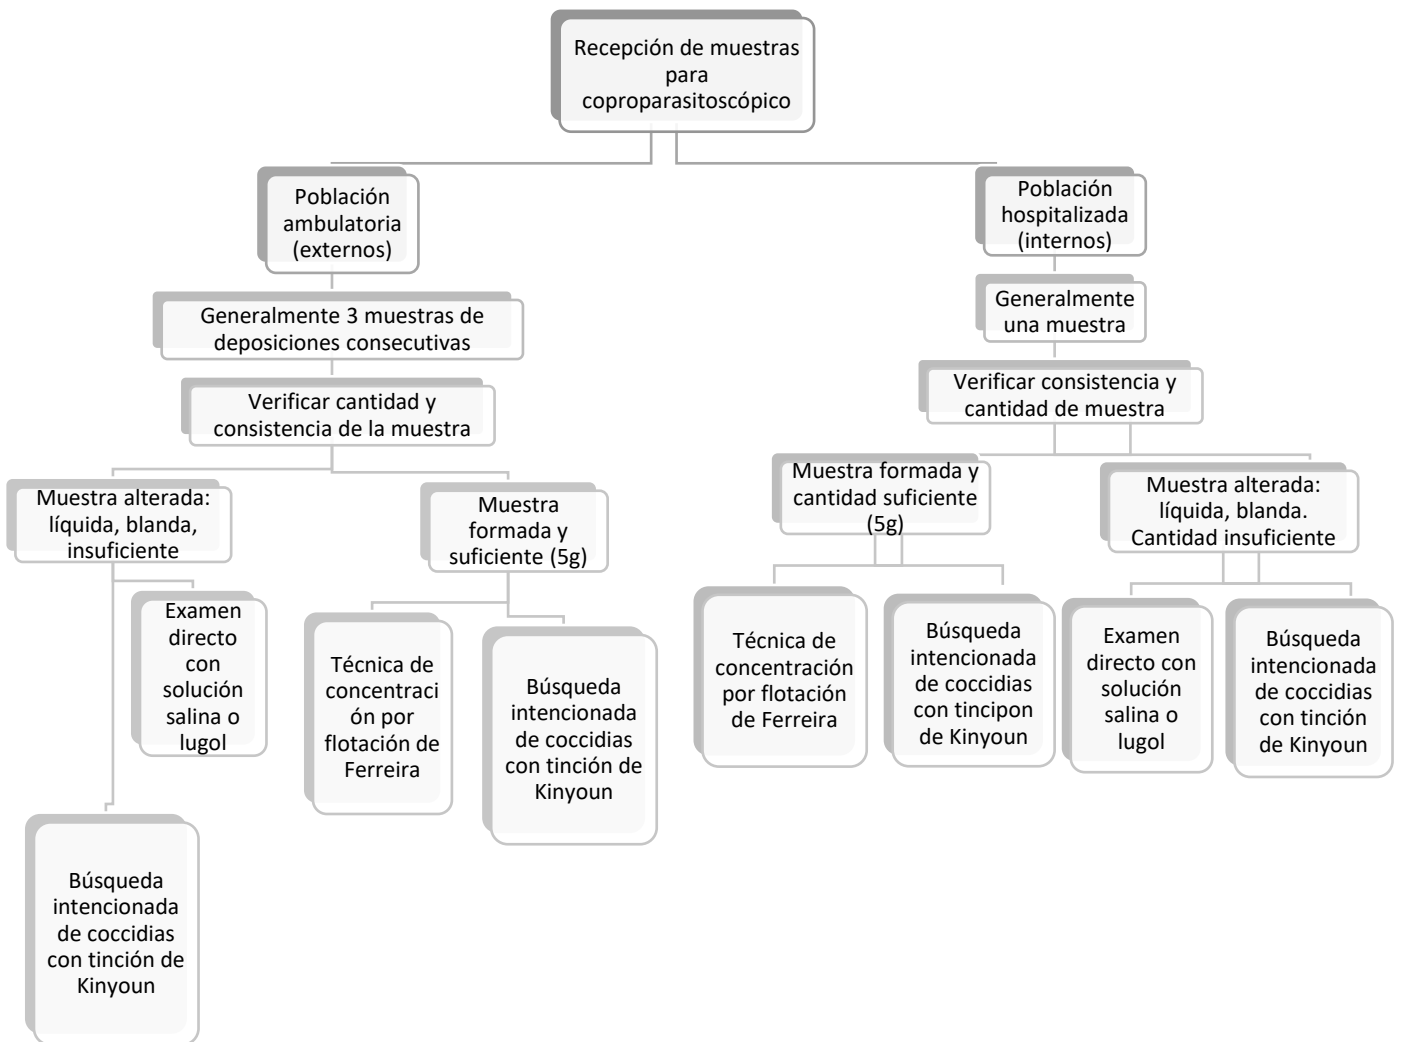 Recepción de muestras
para
coproparasitoscópico
Población
ambulatoria
(externos)
Generalmente 3 muestras de
deposiciones consecutivas
Verificar cantidad y
consistencia de la muestra
Muestra alterada:
líquida, blanda,
insuficiente
Examen
directo
con
solución
salina o
lugol
Búsqueda
intencionada
de coccidias
con tinción de
Kinyoun
Muestra
formada y
suficiente (5g)
Técnica de
concentraci
ón por
flotación de
Ferreira
Búsqueda
intencionada
de coccidias
con tinción de
Kinyoun
Población
hospitalizada
(internos)
Generalmente
una muestra
Verificar consistencia y
cantidad de muestra
Muestra formada y
cantidad suficiente
(5g)
Técnica de
concentración
por flotación
de Ferreira
Búsqueda
intencionada
de coccidias
con tincipon
de Kinyoun
Muestra alterada:
líquida, blanda.
Cantidad insuficiente
Examen
directo con
solución
salina o
lugol
Búsqueda
intencionada
de coccidias
con tinción
de Kinyoun